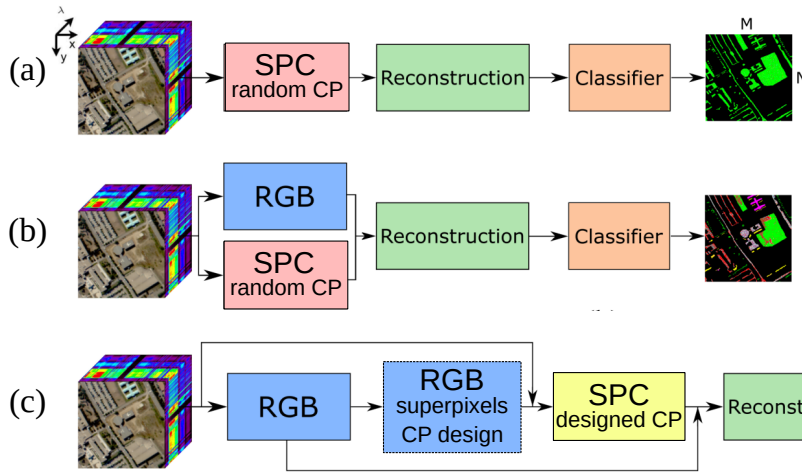 λ
x
y
(a)
SPC
random CP
Reconstruction
Classifier
M
(b)
RGB
SPC
random CP
Reconstruction
Classifier
(c)
RGB
RGB
superpixels
CP design
SPC
designed CP
Reconst